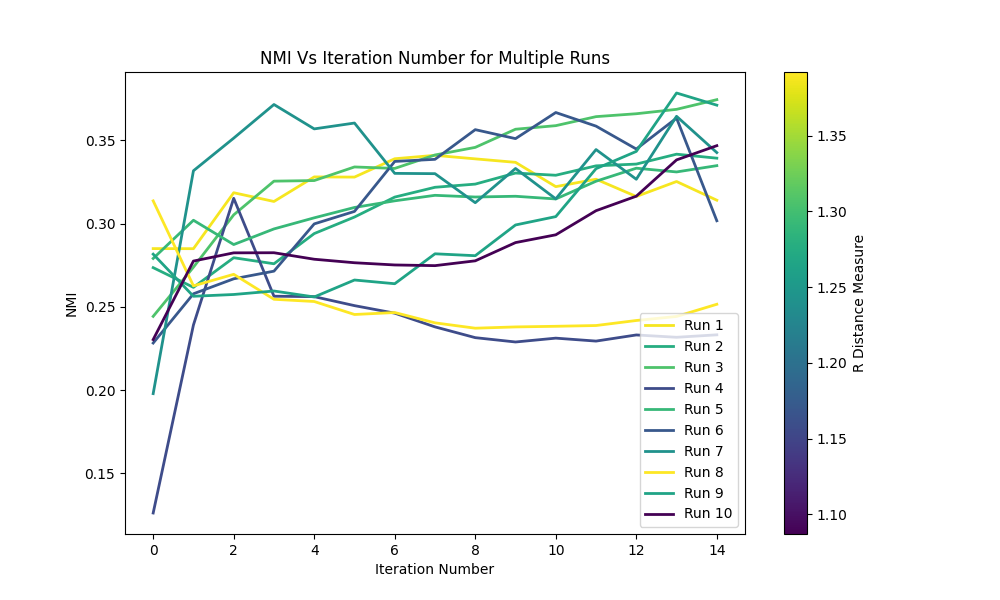 NMI Vs Iteration Number for Multiple Runs
NMI
0.35
0.30
0.25
0.20
0.15
0 2 4 6 8 10 12 14
Iteration Number
Run 1
Run 2
Run 3
Run 4
Run 5
Run 6
Run 7
Run 8
Run 9
Run 10
1.35
1.30
1.25
1.20
1.15
1.10
R Distance Measure